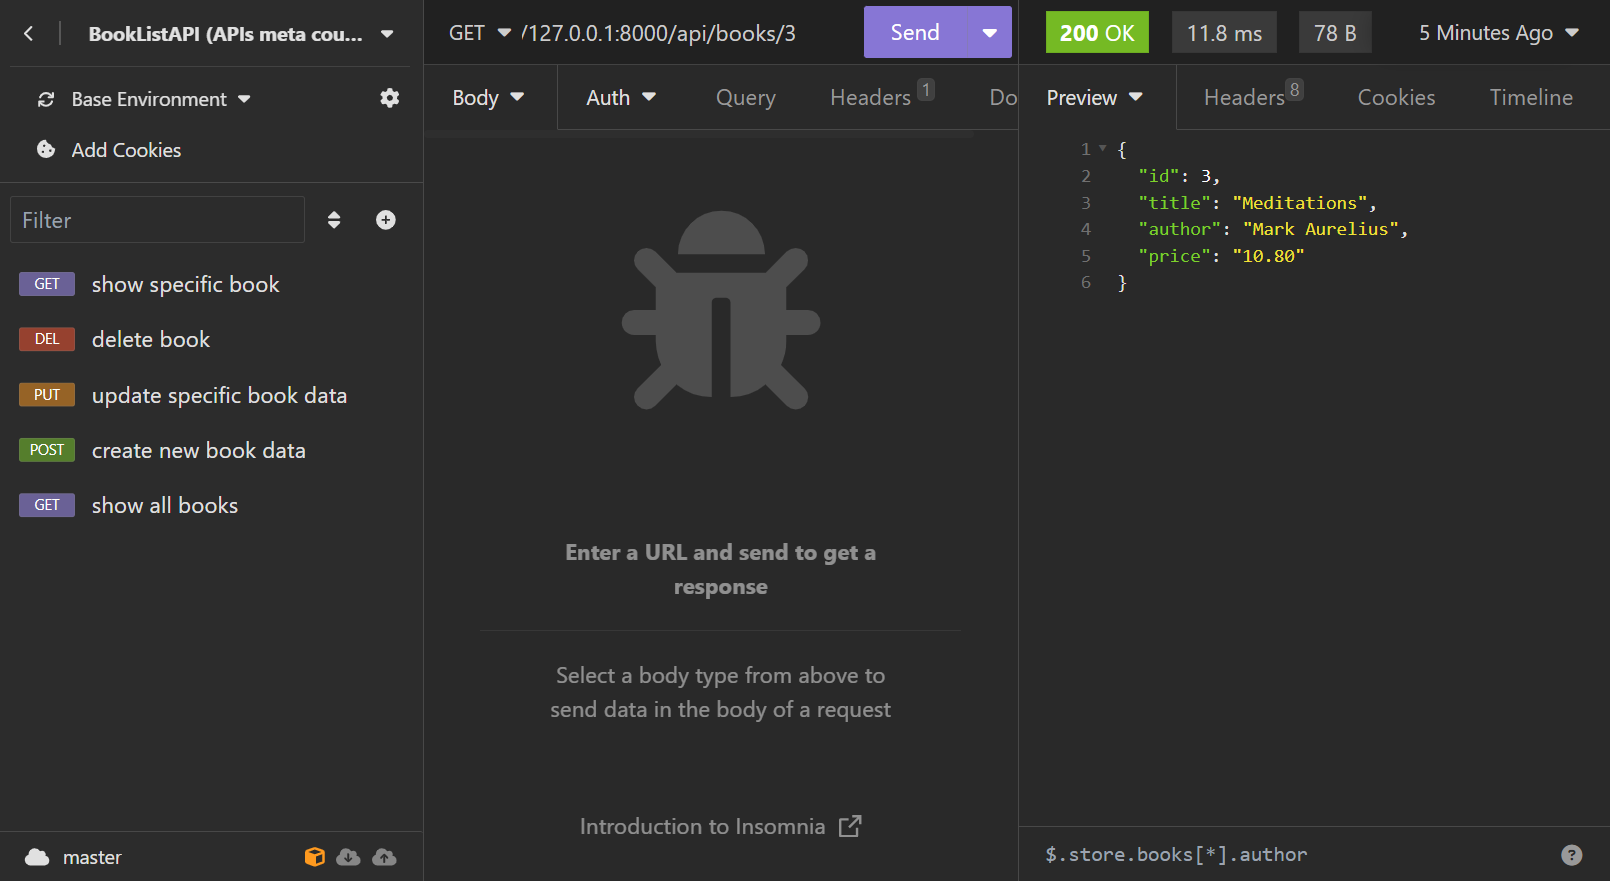 BookListAPI (APIs meta cou...
Base Environment
Add Cookies
Filter
GET show specific book
DEL delete book
PUT update specific book data
POST create new book data
GET show all books
master
GET /127.0.0.1:8000/api/books/3 Send
Body Auth Query Headers 1 Do
Enter a URL and send to get a
response
Select a body type from above to
send data in the body of a request
Introduction to Insomnia
200 OK 11.8 ms 78 B 5 Minutes Ago
Preview Headers 8 Cookies Timeline
1 {
2 "id": 3,
3 "title": "Meditations",
4 "author": "Mark Aurelius",
5 "price": "10.80"
6 }
$.store.books[*].author ?